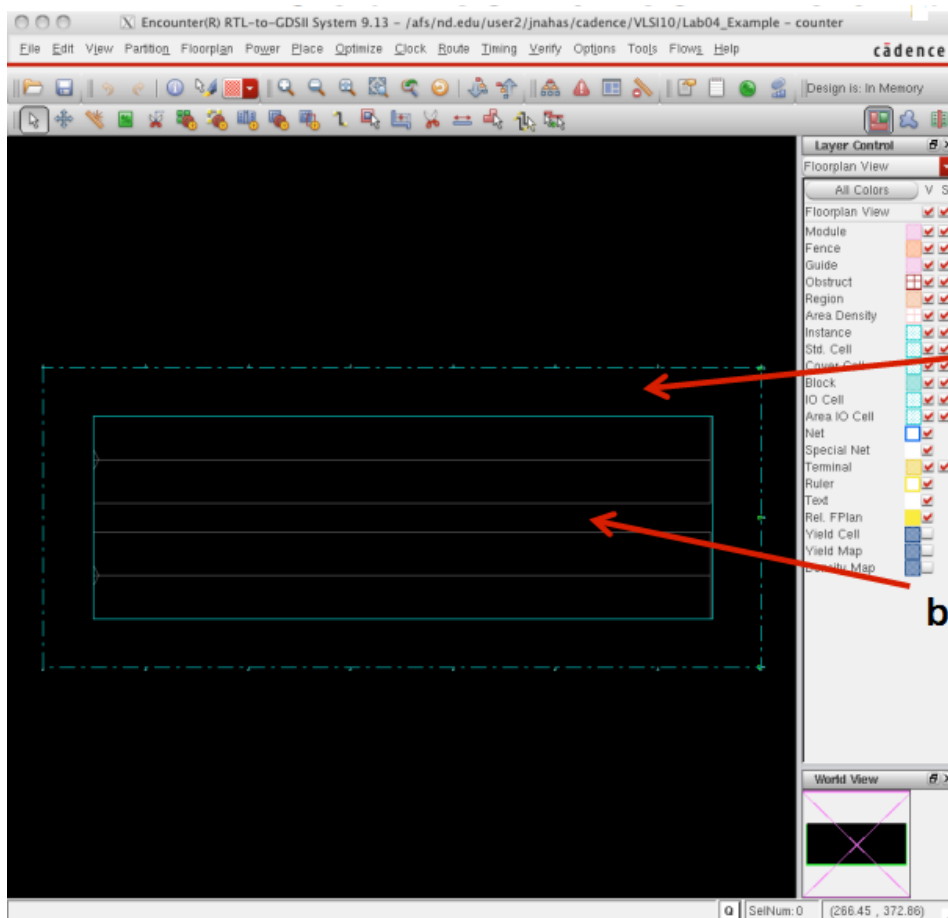 Encounter(R) RTL-to-GDSII System 9.13 – /afs/nd.edu/user2/jnahas/cadence/VLSI10/Lab04_Example – counter
File Edit View Partition Floorplan Power Place Optimize Clock Route Timing Verify Options Tools Flows Help
cādence
Design is: In Memory
Layer Control
Floorplan View
All Colors V S
Floorplan View
Module
Fence
Guide
Obstruct
Region
Area Density
Instance
Std. Cell
Cover Cell
Block
IO Cell
Area IO Cell
Net
Special Net
Terminal
Ruler
Text
Rel. FPlan
Yield Cell
Yield Map
Density Map
b
World View
Q SelNum: 0 (266.45 , 372.86)